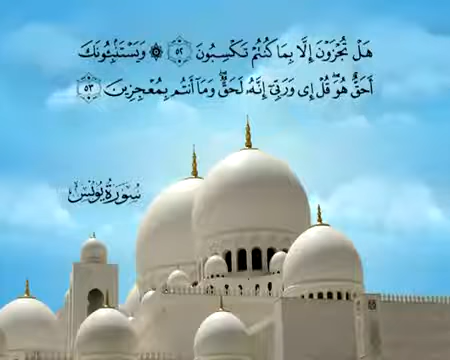 هَلْ تُجْزَوْنَ إِلَّا بِمَا كُنتُمْ تَكْسِبُونَ ٥٢ ۞ وَيَسْتَنۢبِـُٔونَكَ
أَحَقٌّ هُوَ ۖ قُلْ إِى وَرَبِّىٓ إِنَّهُۥ لَحَقٌّ ۖ وَمَآ أَنتُم بِمُعْجِزِينَ ٥٣
سُورَةُ يُونُسَ